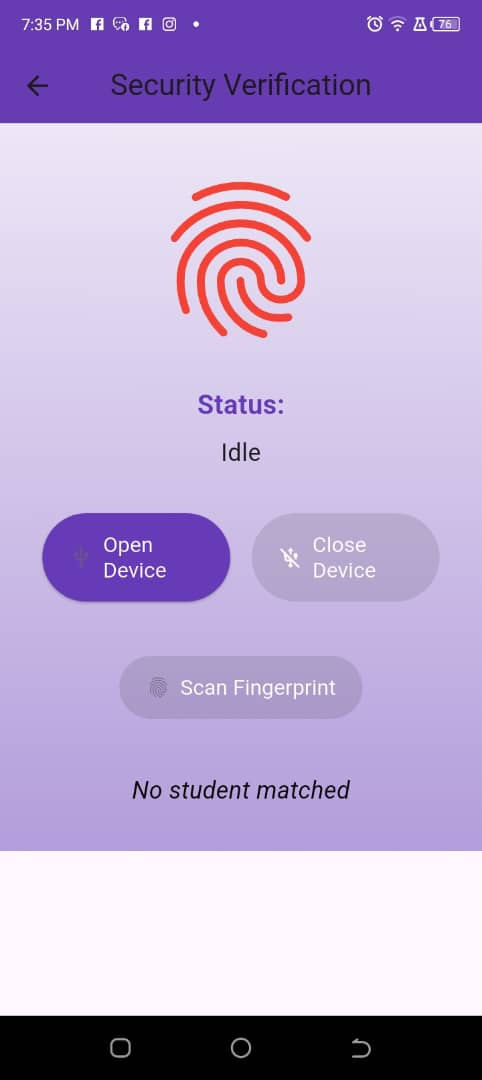 7:35 PM
76
Security Verification
Status:
Idle
Open
Device
Close
Device
Scan Fingerprint
No student matched